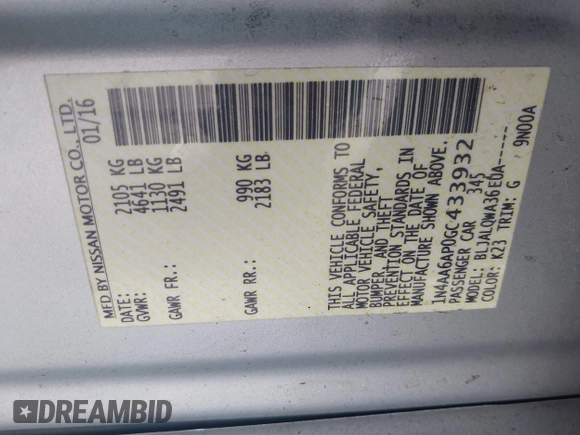 MFD BY NISSAN MOTOR CO., LTD.
DATE: 01/16
GVWR: 2105 KG
4641 LB
GAWR FR.: 1130 KG
2491 LB
GAWR RR.: 990 KG
2183 LB
THIS VEHICLE CONFORMS TO
ALL APPLICABLE FEDERAL
MOTOR VEHICLE SAFETY,
BUMPER, AND THEFT
PREVENTION STANDARDS IN
EFFECT ON THE DATE OF
MANUFACTURE SHOWN ABOVE.
1N4AA6AP0GC433932
PASSENGER CAR 345
MODEL: BLJALQWA36EUA------
COLOR: K23 TRIM: G 9N00A
DREAMBID